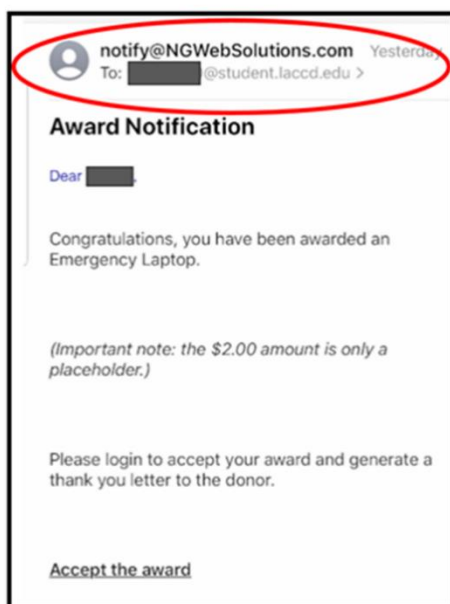 notify@NGWebSolutions.com Yesterday
To: @student.laccd.edu >
Award Notification
Dear ,
Congratulations, you have been awarded an
Emergency Laptop.
(Important note: the $2.00 amount is only a
placeholder.)
Please login to accept your award and generate a
thank you letter to the donor.
Accept the award